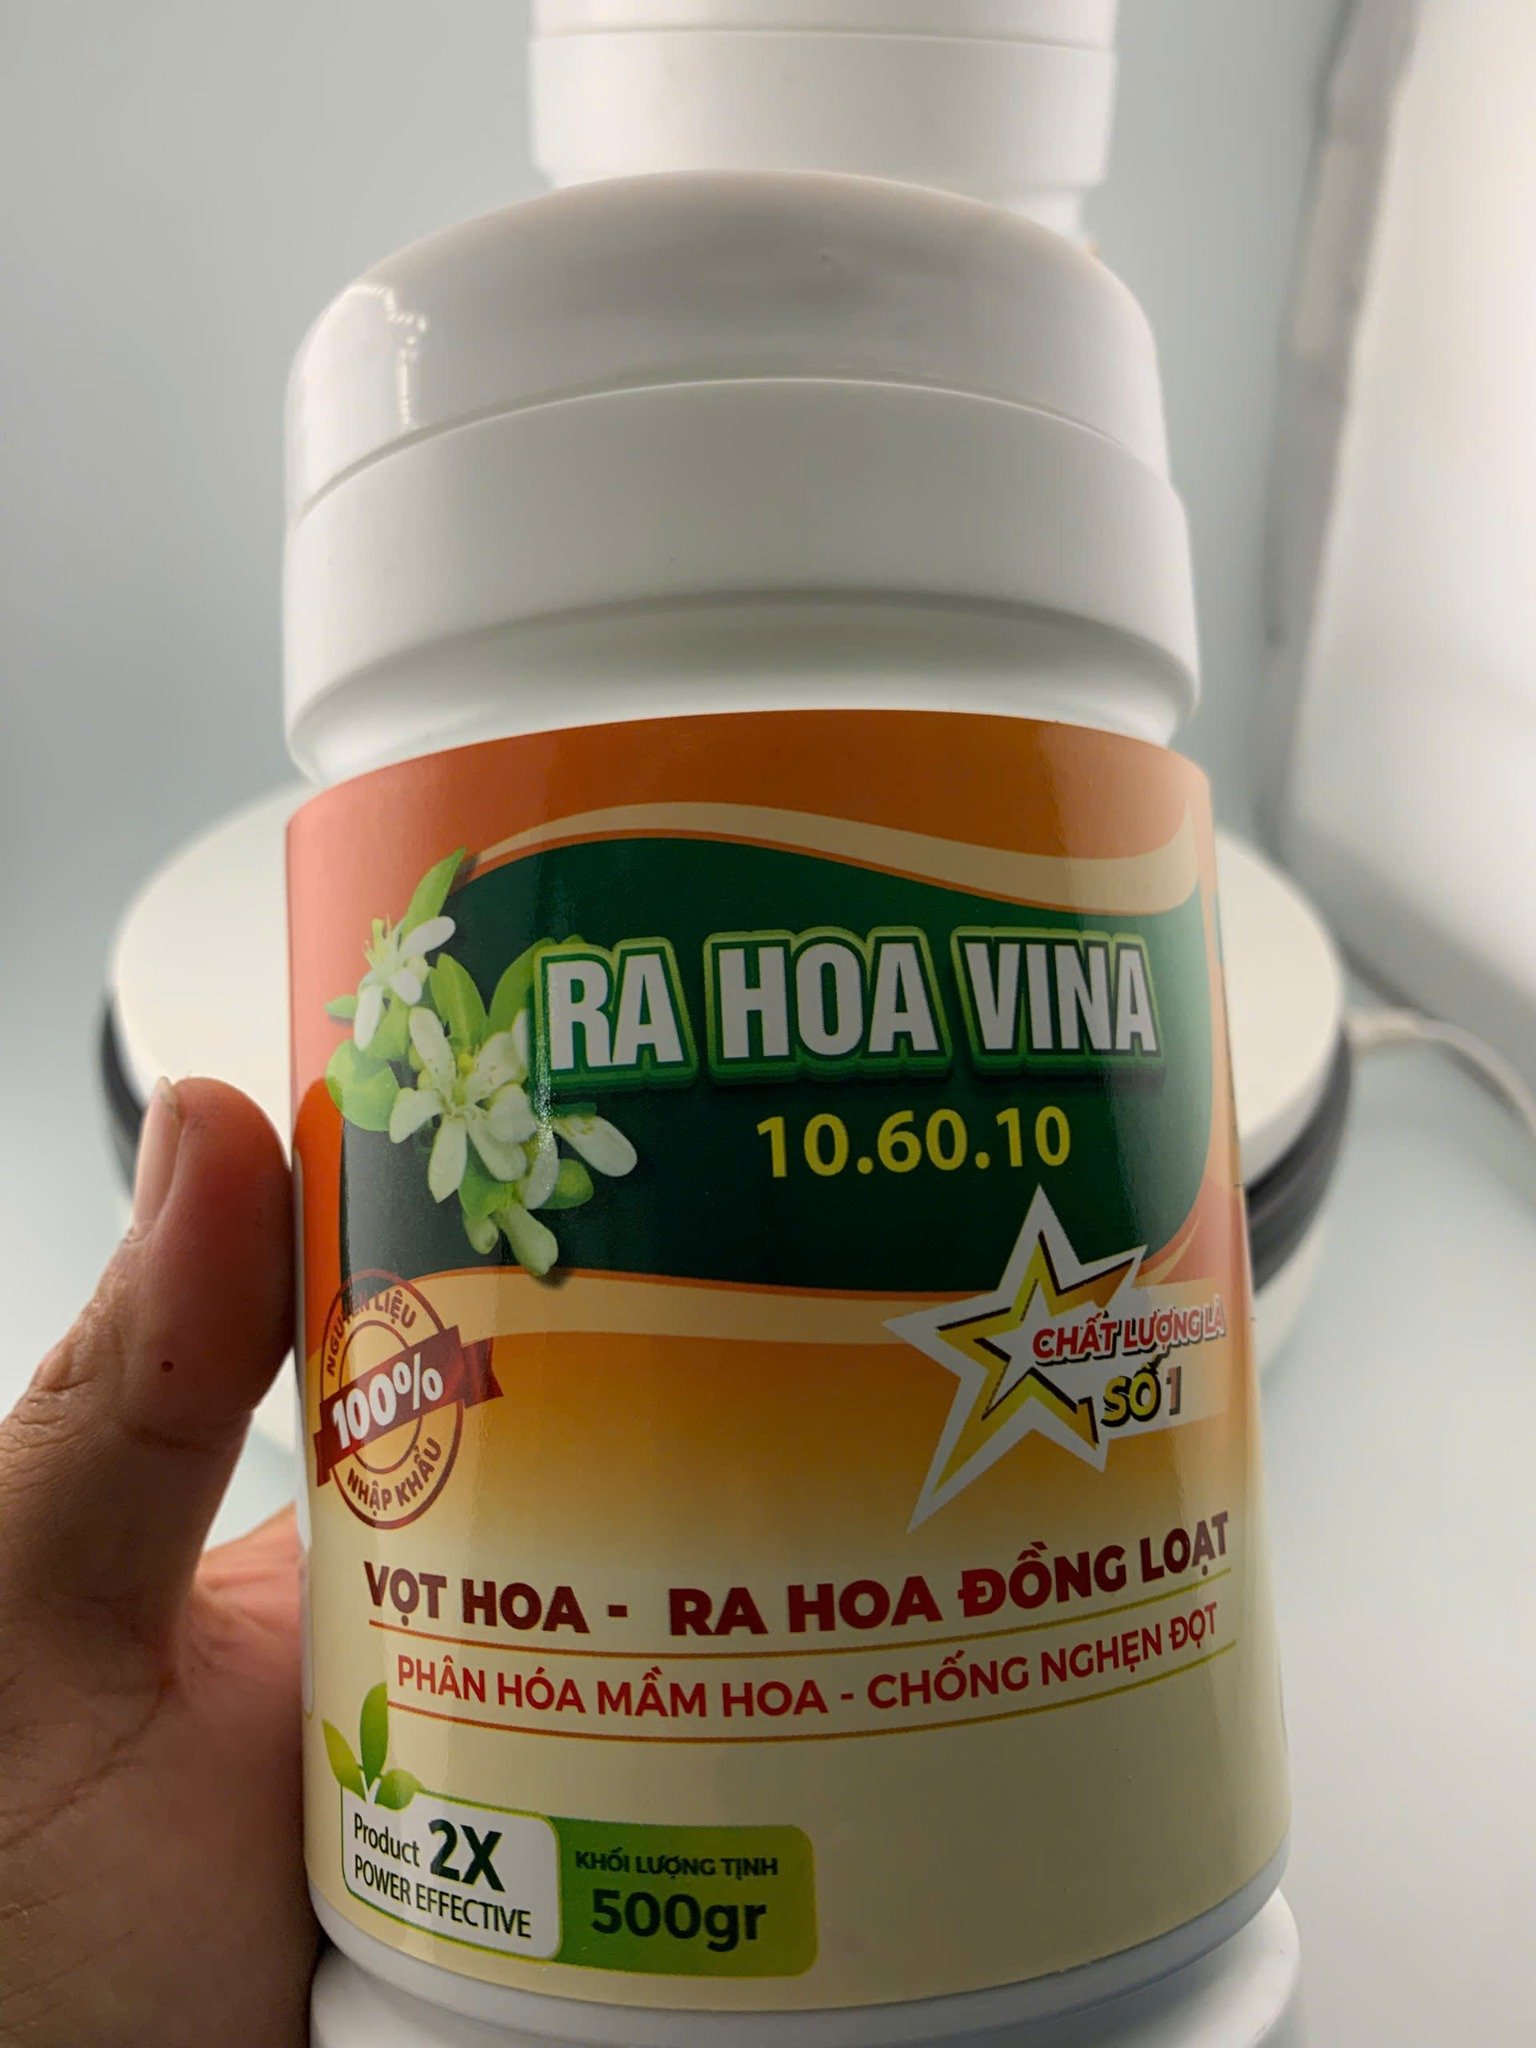 RA HOA VINA
10.60.10
NGUYÊN LIỆU
100%
NHẬP KHẨU
CHẤT LƯỢNG LÀ
SỐ 1
VỌT HOA - RA HOA ĐỒNG LOẠT
PHÂN HÓA MẦM HOA - CHỐNG NGHẸN ĐỌT
Product 2X
POWER EFFECTIVE
KHỐI LƯỢNG TỊNH
500gr